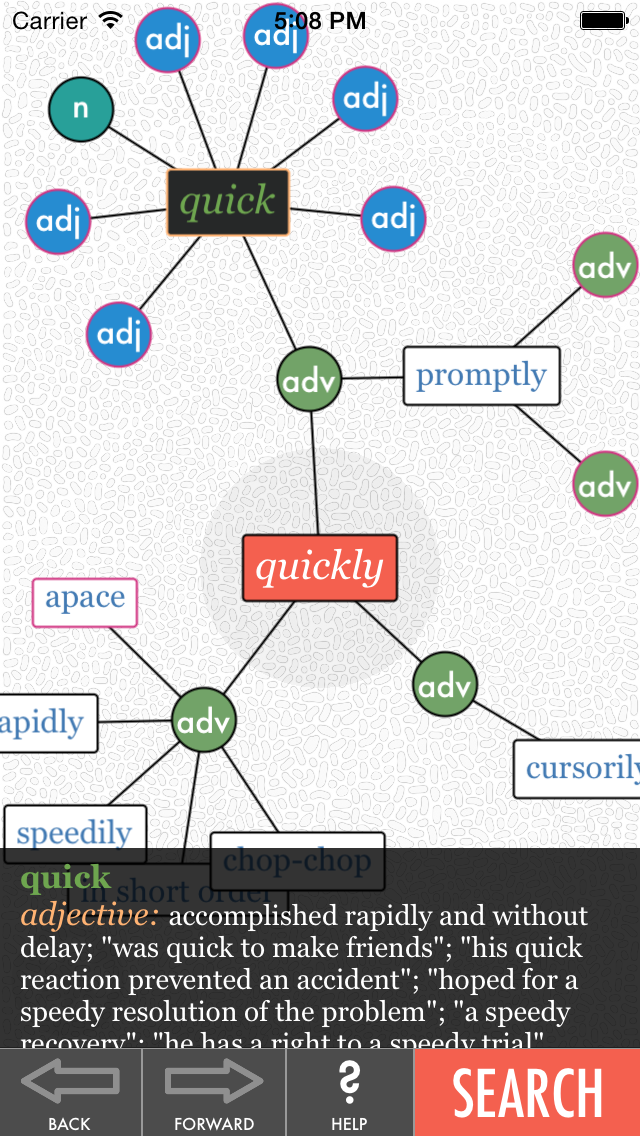 Carrier 5:08 PM
adj
adj
adj
n
quick
adj
adj
adj
adv
adv
promptly
adv
quickly
apace
adv
adv
apidly
cursorily
speedily
chop-chop
in short order
quick
adjective: accomplished rapidly and without
delay; "was quick to make friends"; "his quick
reaction prevented an accident"; "hoped for a
speedy resolution of the problem"; "a speedy
recovery"; "he has a right to a speedy trial"
BACK
FORWARD
?
HELP
SEARCH